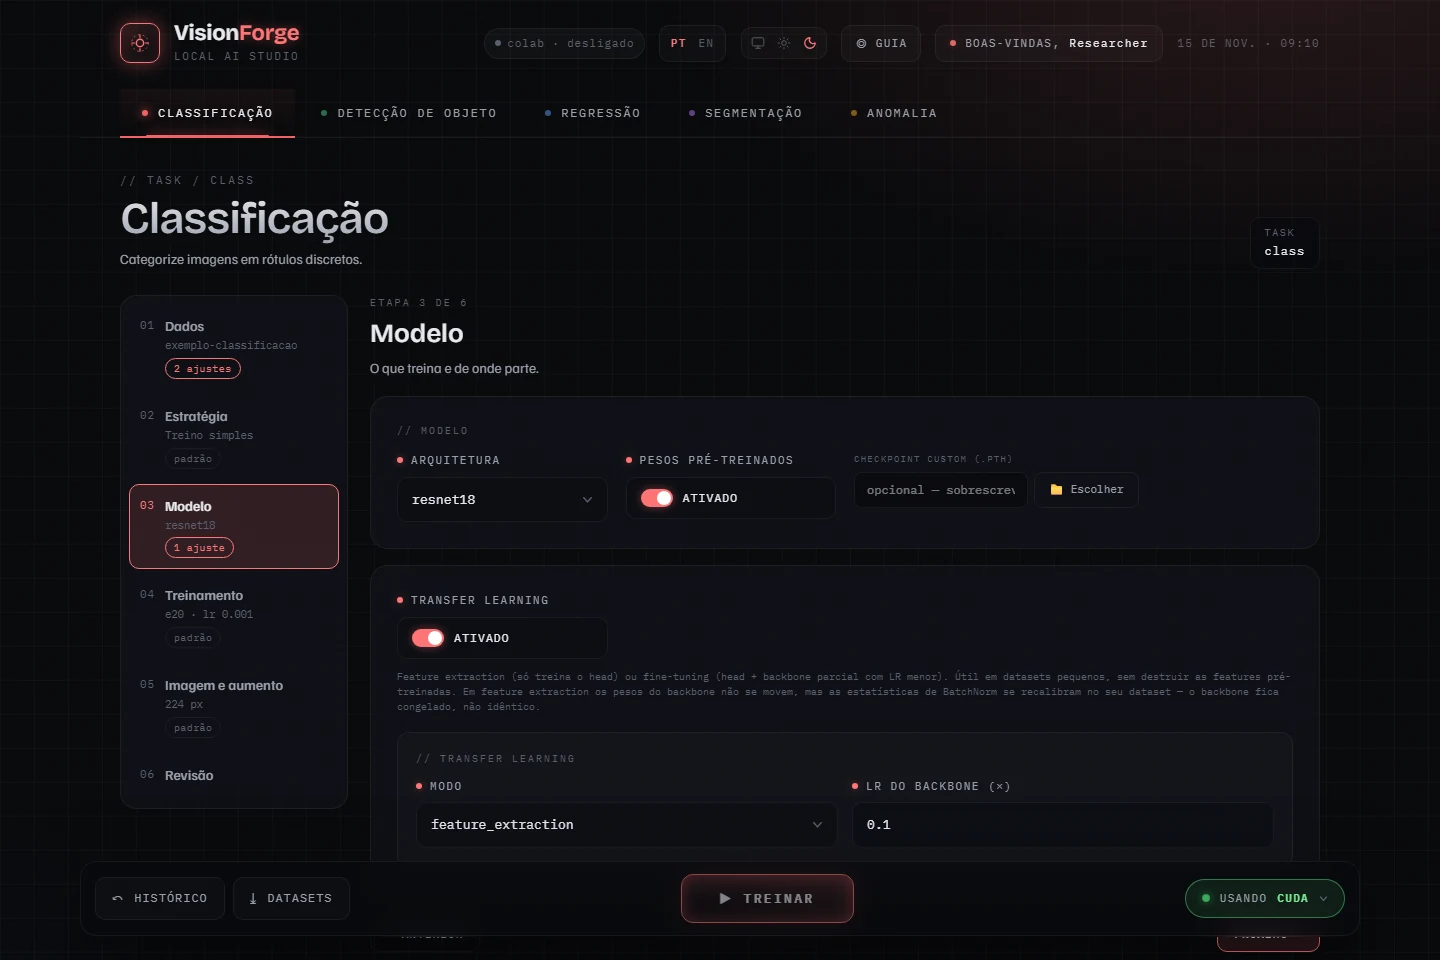 VisionForge
LOCAL AI STUDIO
colab · desligado
PT EN
GUIA
BOAS-VINDAS, Researcher
15 DE NOV. · 09:10
CLASSIFICAÇÃO
DETECÇÃO DE OBJETO
REGRESSÃO
SEGMENTAÇÃO
ANOMALIA
// TASK / CLASS
Classificação
Categorize imagens em rótulos discretos.
TASK
class
01 Dados
exemplo-classificacao
2 ajustes
02 Estratégia
Treino simples
padrão
03 Modelo
resnet18
1 ajuste
04 Treinamento
e20 · lr 0.001
padrão
05 Imagem e aumento
224 px
padrão
06 Revisão
ETAPA 3 DE 6
Modelo
O que treina e de onde parte.
// MODELO
ARQUITETURA
resnet18
PESOS PRÉ-TREINADOS
ATIVADO
CHECKPOINT CUSTOM (.PTH)
opcional — sobrescrev
Escolher
TRANSFER LEARNING
ATIVADO
Feature extraction (só treina o head) ou fine-tuning (head + backbone parcial com LR menor). Útil em datasets pequenos, sem destruir as features pré-
treinadas. Em feature extraction os pesos do backbone não se movem, mas as estatísticas de BatchNorm se recalibram no seu dataset — o backbone fica
congelado, não idêntico.
// TRANSFER LEARNING
MODO
feature_extraction
LR DO BACKBONE (×)
0.1
HISTÓRICO
DATASETS
TREINAR
USANDO CUDA